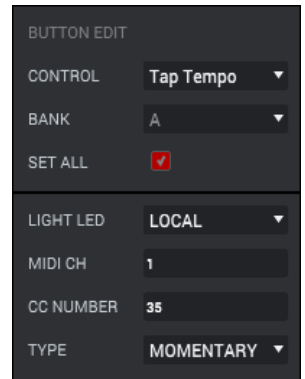 BUTTON EDIT
CONTROL Tap Tempo
BANK A
SET ALL
LIGHT LED LOCAL
MIDI CH 1
CC NUMBER 35
TYPE MOMENTARY